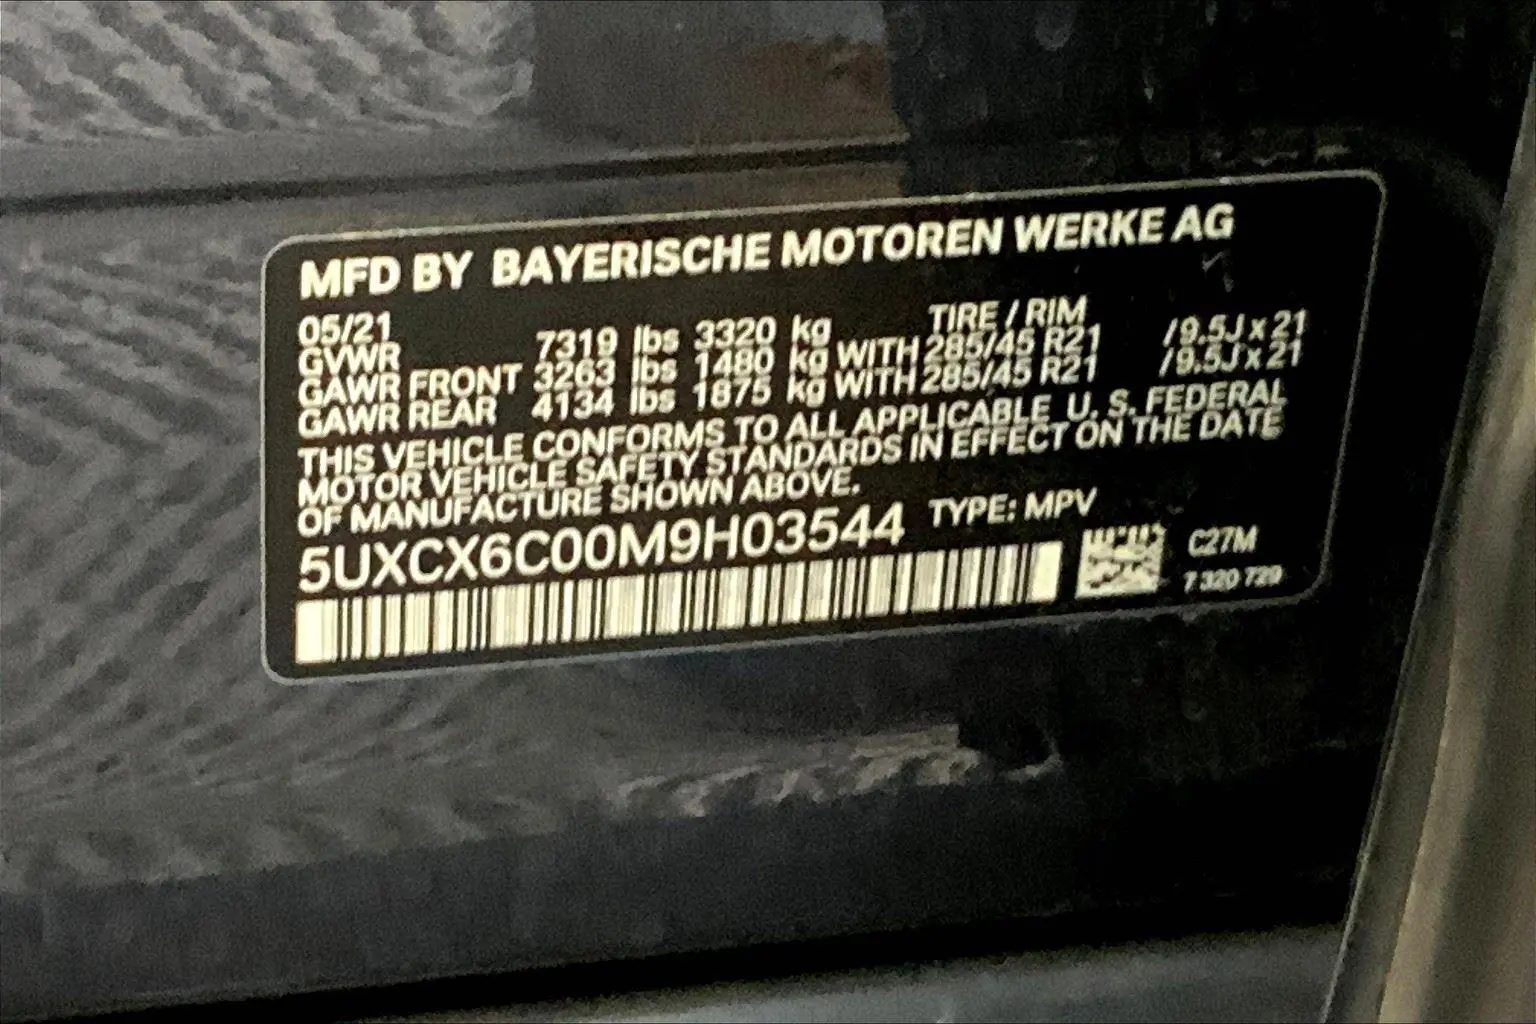 MFD BY BAYERISCHE MOTOREN WERKE AG
05/21 TIRE / RIM
GVWR 7319 lbs 3320 kg
GAWR FRONT 3263 lbs 1480 kg WITH 285/45 R21 /9.5J x 21
GAWR REAR 4134 lbs 1875 kg WITH 285/45 R21 /9.5J x 21
THIS VEHICLE CONFORMS TO ALL APPLICABLE U. S. FEDERAL
MOTOR VEHICLE SAFETY STANDARDS IN EFFECT ON THE DATE
OF MANUFACTURE SHOWN ABOVE.
5UXCX6C00M9H03544 TYPE: MPV
C27M
7 320 729